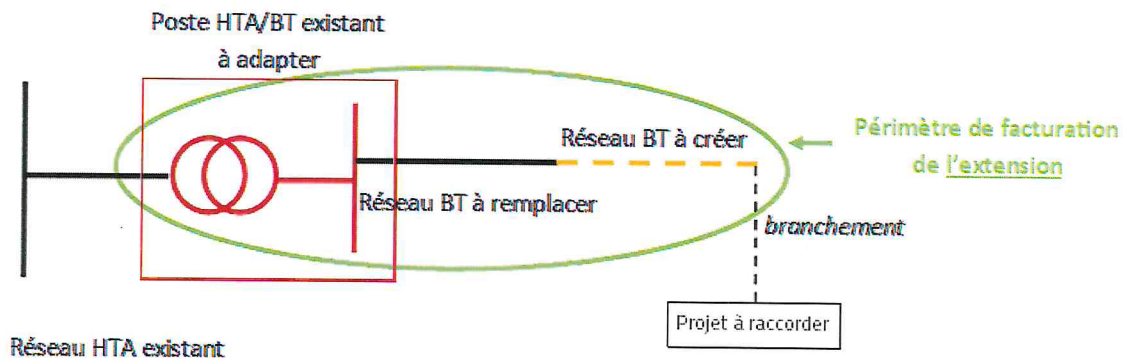 Poste HTA/BT existant
à adapter
Réseau BT à créer
Périmètre de facturation
de l'extension
Réseau BT à remplacer
branchement
Projet à raccorder
Réseau HTA existant